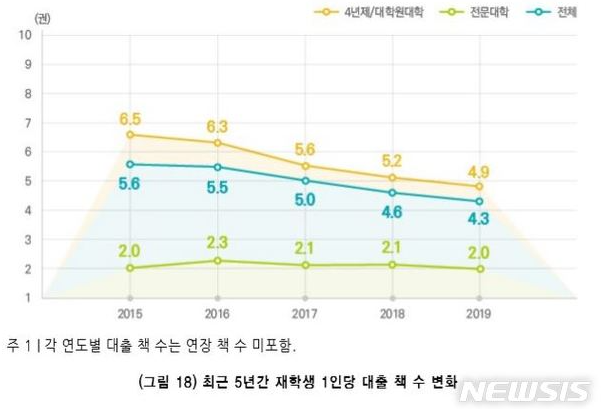 (권)
4년제/대학원대학 전문대학 전체
10
9
8
7
6
5
4
3
2
1
6.5 6.3 5.6 5.2 4.9
5.6 5.5 5.0 4.6 4.3
2.0 2.3 2.1 2.1 2.0
2015 2016 2017 2018 2019
주 1 | 각 연도별 대출 책 수는 연장 책 수 미포함.
(그림 18) 최근 5년간 재학생 1인당 대출 책 수 변화
NEWSIS